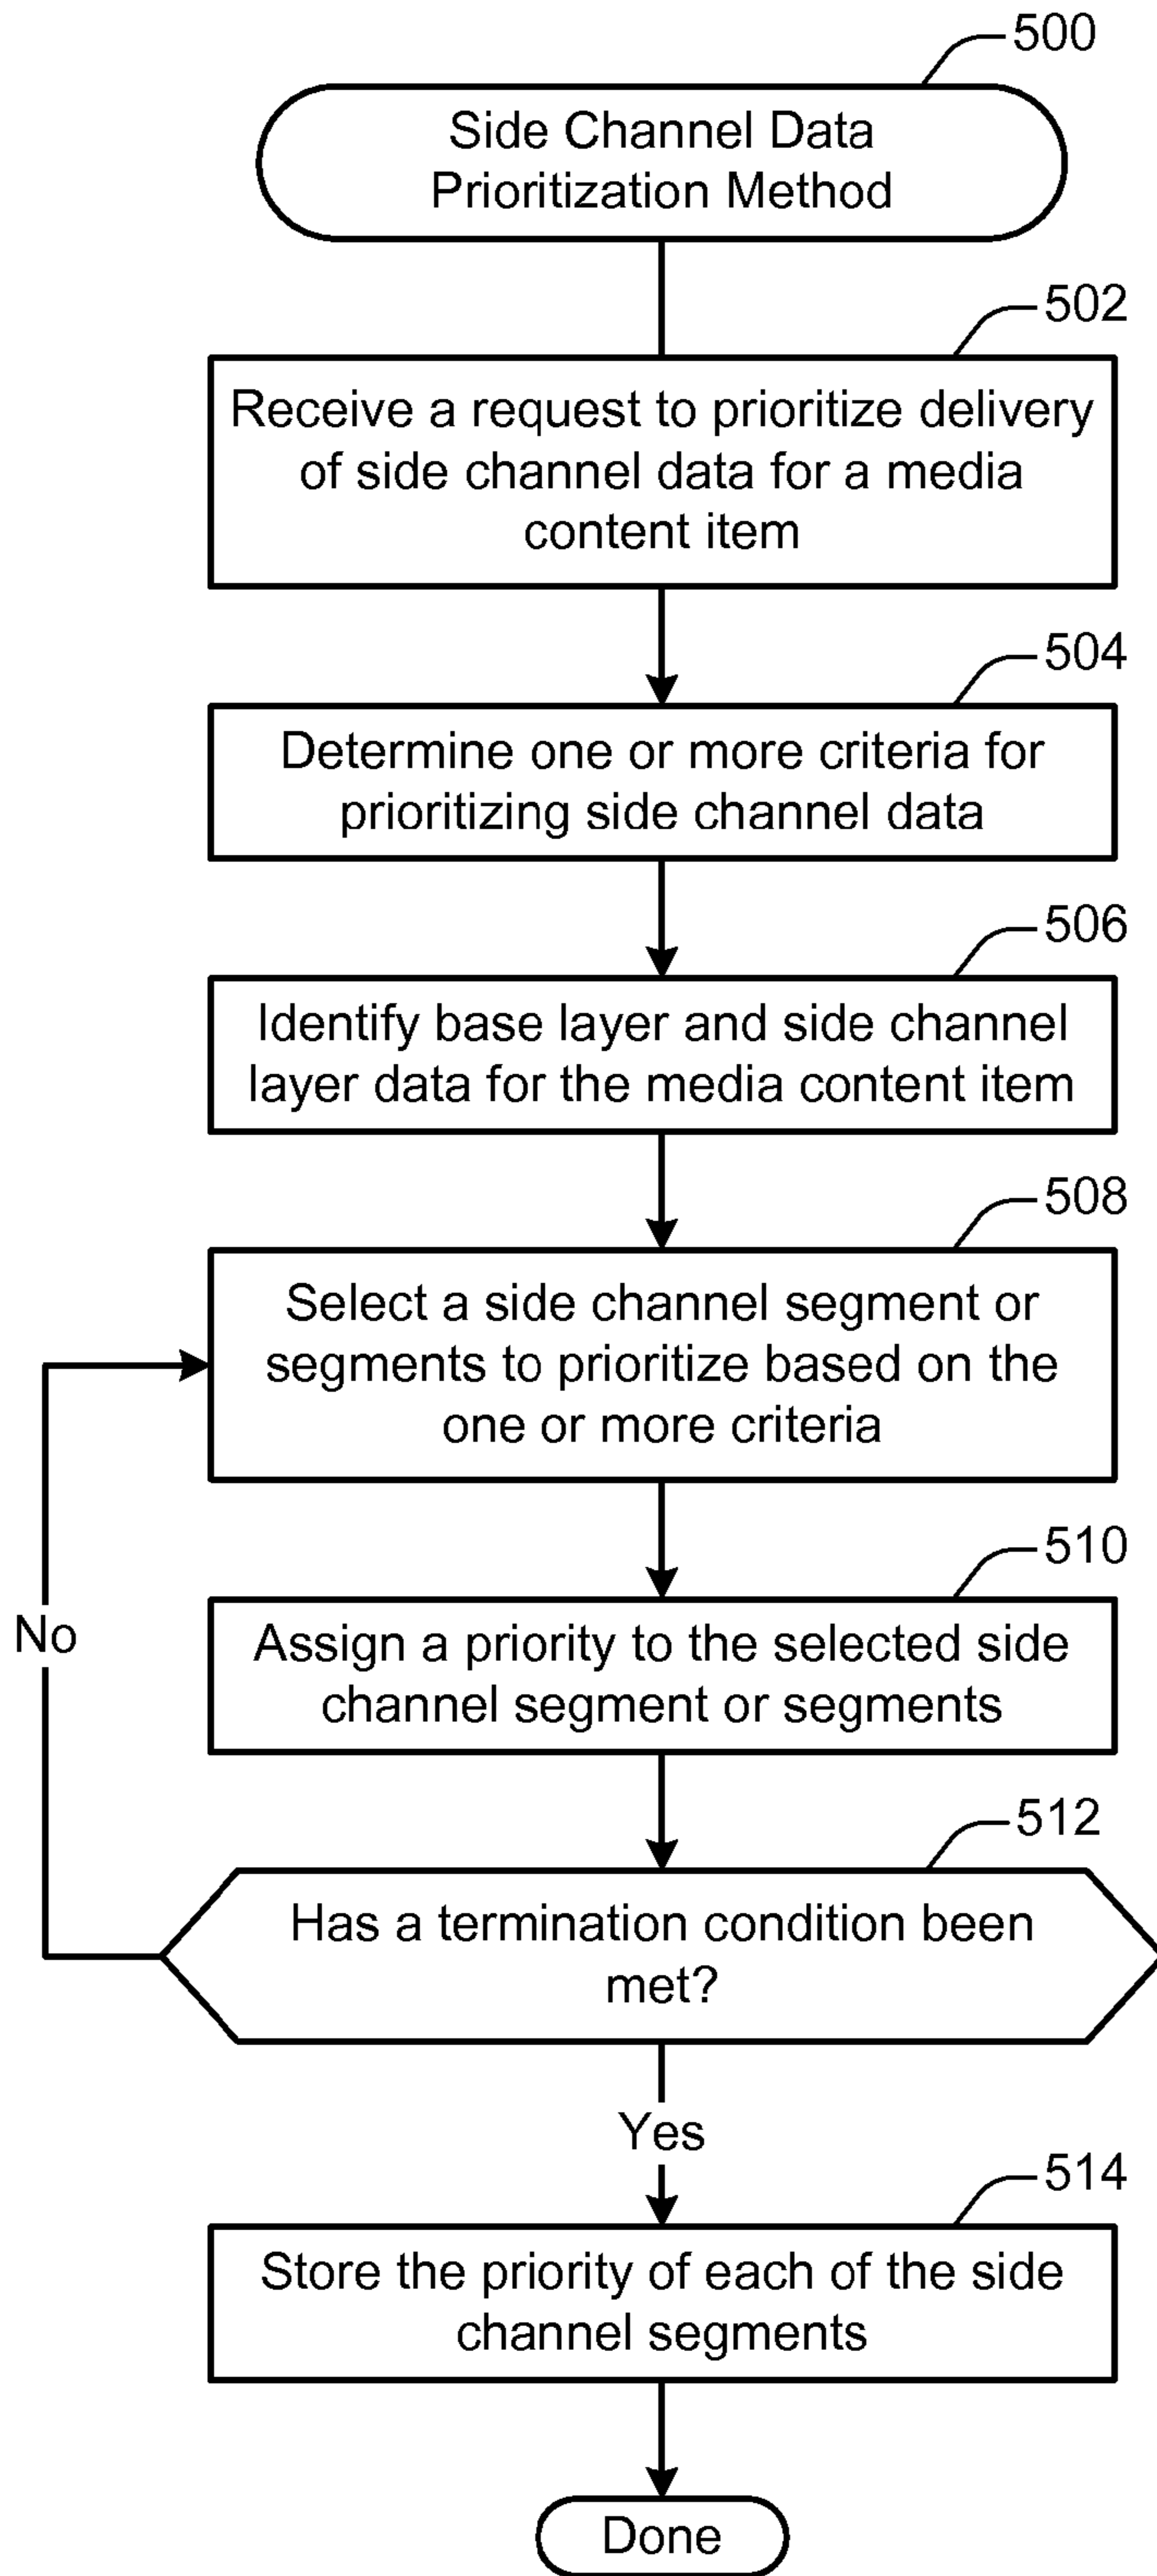 500
Side Channel Data
Prioritization Method
502
Receive a request to prioritize delivery
of side channel data for a media
content item
504
Determine one or more criteria for
prioritizing side channel data
506
Identify base layer and side channel
layer data for the media content item
508
Select a side channel segment or
segments to prioritize based on the
one or more criteria
510
Assign a priority to the selected side
channel segment or segments
No
512
Has a termination condition been
met?
Yes
514
Store the priority of each of the side
channel segments
Done